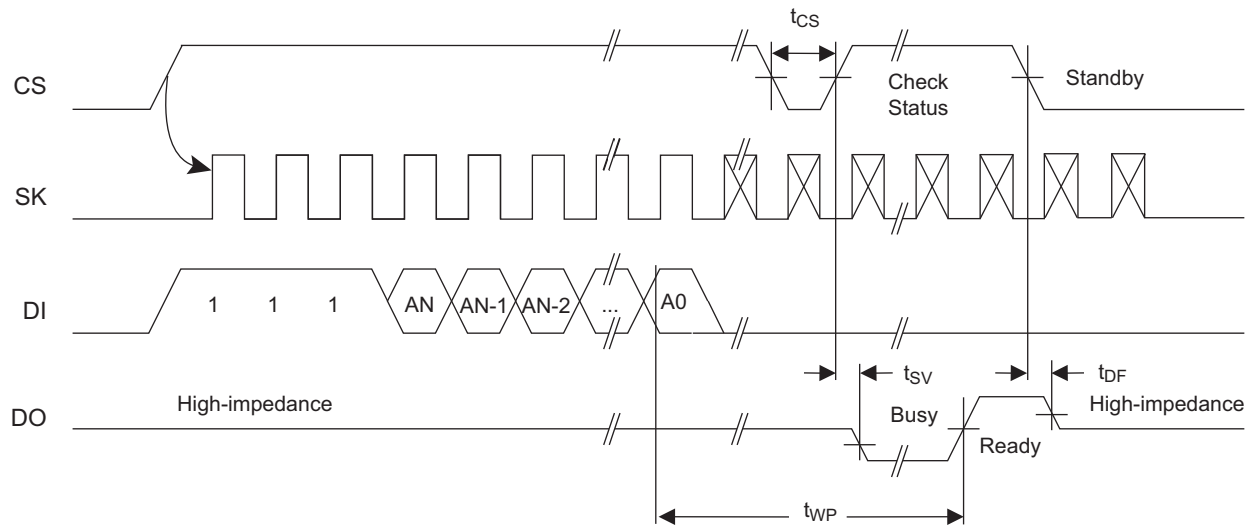 tCS
CS
Check
Status
Standby
SK
DI
1 1 1 AN AN-1 AN-2 ... A0
tSV
tDF
DO
High-impedance
Busy
Ready
High-impedance
tWP